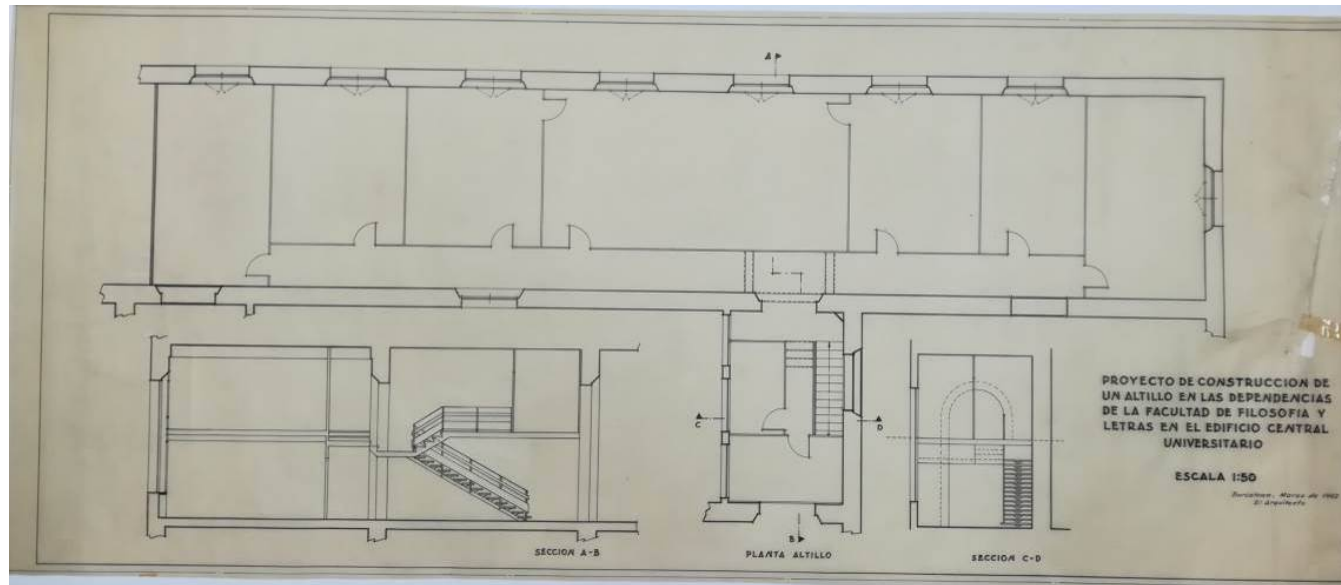 A
C
D
B
SECCION A-B
PLANTA ALTILLO
SECCION C-D
PROYECTO DE CONSTRUCCION DE
UN ALTILLO EN LAS DEPENDENCIAS
DE LA FACULTAD DE FILOSOFIA Y
LETRAS EN EL EDIFICIO CENTRAL
UNIVERSITARIO
ESCALA 1:50
Barcelona, Marzo de
El Arquitecto